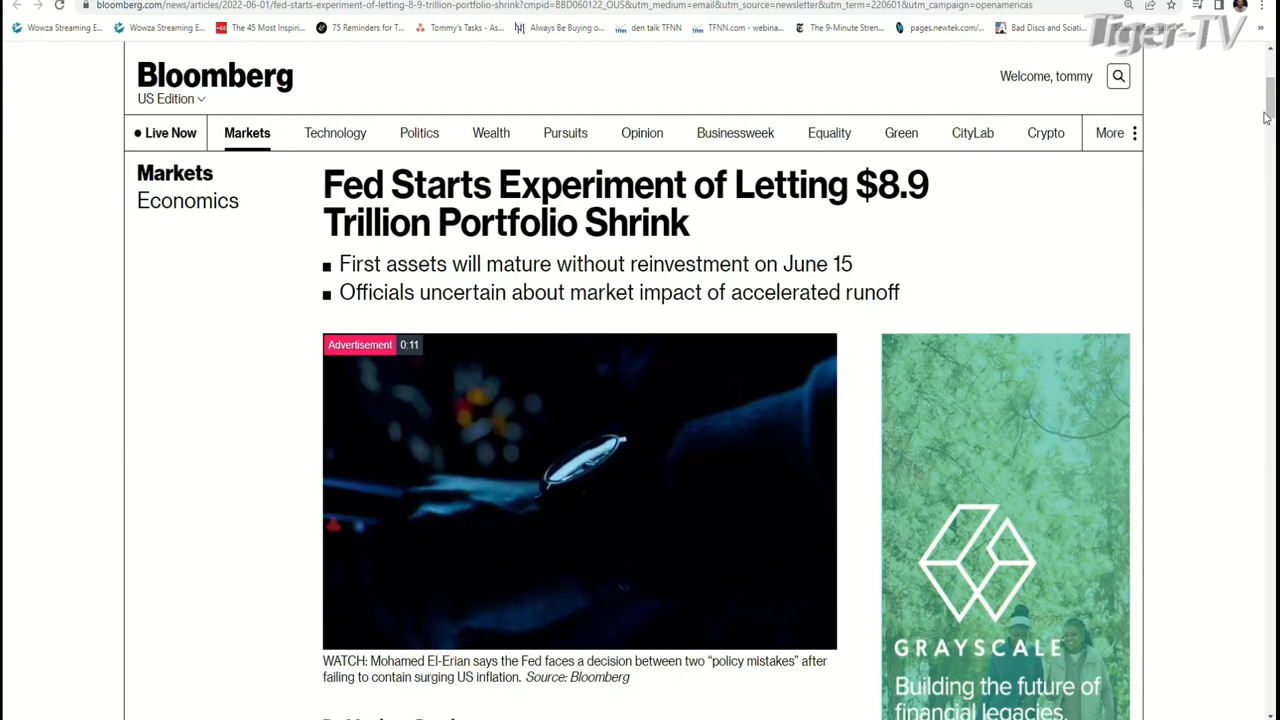 bloomberg.com/news/articles/2022-06-01/fed-starts-experiment-of-letting-8-9-trillion-portfolio-shrink?cmpid=BBD060122_OUS&utm_medium=email&utm_source=newsletter&utm_term=220601&utm_campaign=openamericas
Wowza Streaming E... Wowza Streaming E... The 45 Most Inspiri... 75 Reminders for T... Tommy's Tasks - As... Always Be Buying o... den talk TFNN TFNN.com - webina... The 9-Minute Stren... pages.newtek.com/... Bad Discs and Sciati...
Tiger-TV
Bloomberg
US Edition
Welcome, tommy
Live Now Markets Technology Politics Wealth Pursuits Opinion Businessweek Equality Green CityLab Crypto More
Markets
Economics
Fed Starts Experiment of Letting $8.9
Trillion Portfolio Shrink
■ First assets will mature without reinvestment on June 15
■ Officials uncertain about market impact of accelerated runoff
Advertisement 0:11
WATCH: Mohamed El-Erian says the Fed faces a decision between two “policy mistakes” after
failing to contain surging US inflation. Source: Bloomberg
GRAYSCALE
Building the future of
financial legacies.